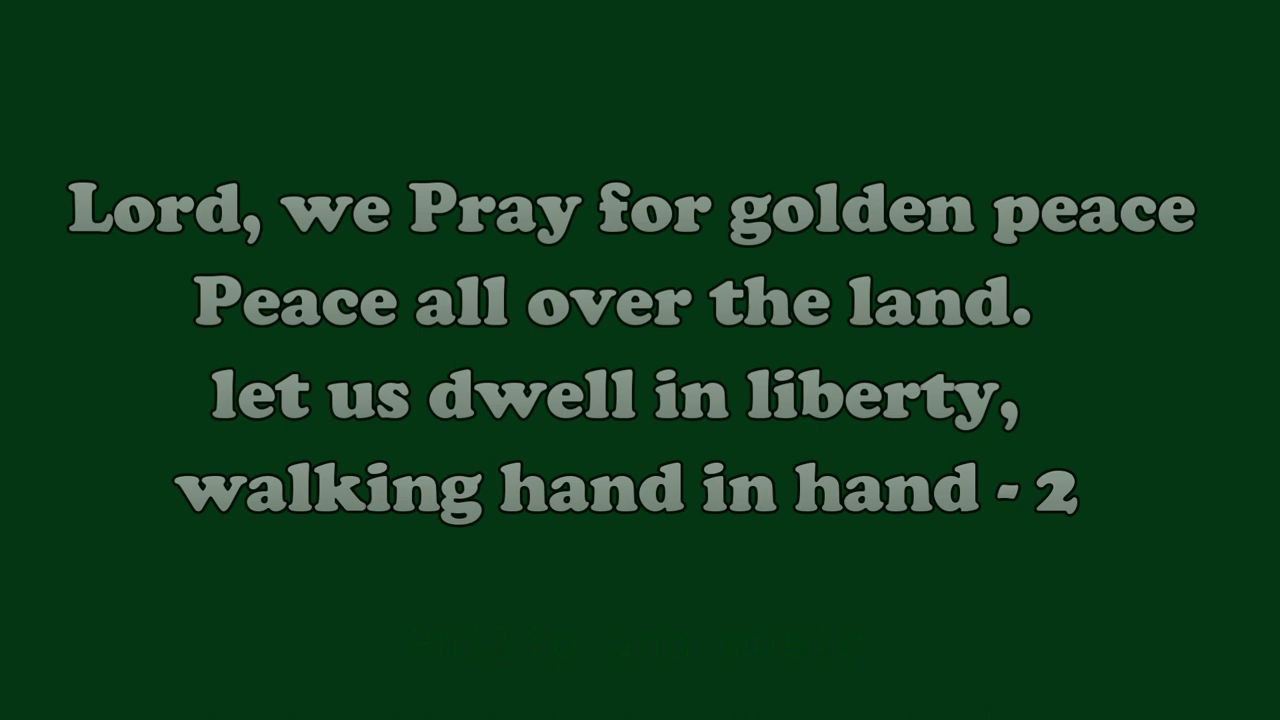 Lord, we Pray for golden peace
Peace all over the land.
let us dwell in liberty,
walking hand in hand - 2